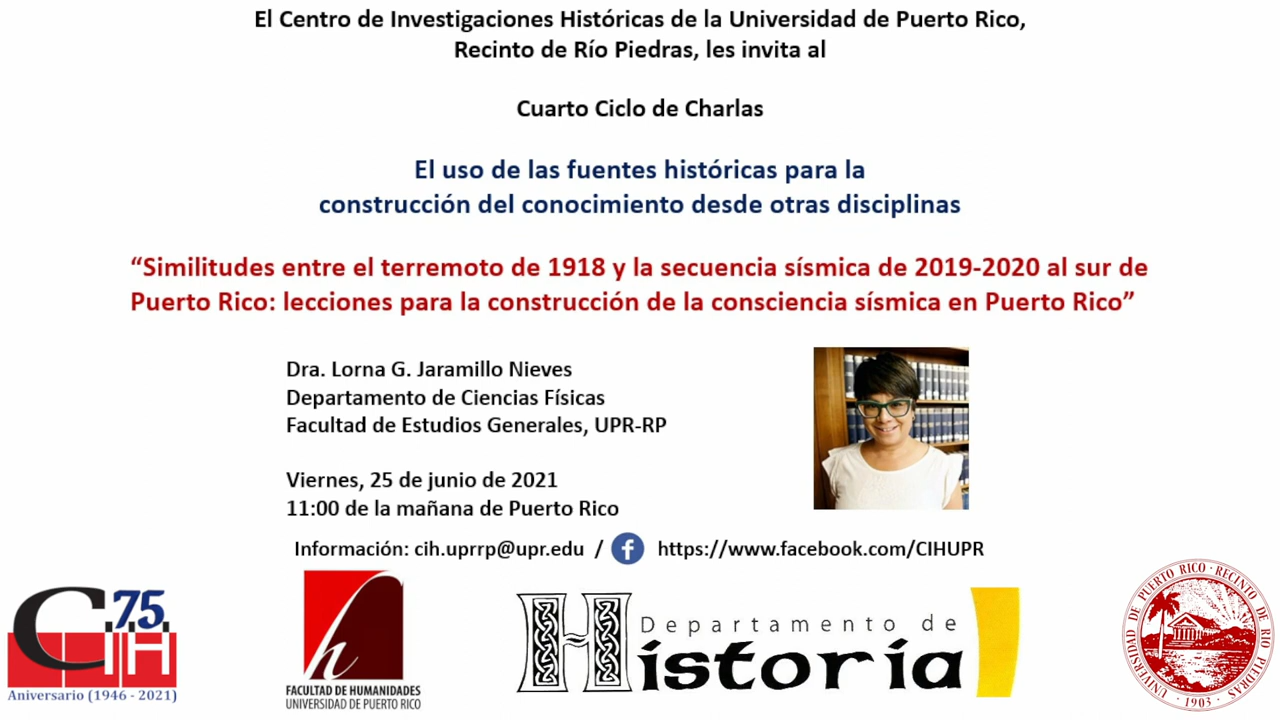 El Centro de Investigaciones Históricas de la Universidad de Puerto Rico,
Recinto de Río Piedras, les invita al
Cuarto Ciclo de Charlas
El uso de las fuentes históricas para la
construcción del conocimiento desde otras disciplinas
“Similitudes entre el terremoto de 1918 y la secuencia sísmica de 2019-2020 al sur de
Puerto Rico: lecciones para la construcción de la consciencia sísmica en Puerto Rico”
Dra. Lorna G. Jaramillo Nieves
Departamento de Ciencias Físicas
Facultad de Estudios Generales, UPR-RP
Viernes, 25 de junio de 2021
11:00 de la mañana de Puerto Rico
Información: cih.uprrp@upr.edu / f https://www.facebook.com/CIHUPR
C.I.H. 75
Aniversario (1946 - 2021)
h
FACULTAD DE HUMANIDADES
UNIVERSIDAD DE PUERTO RICO
Departamento de
Historia
UNIVERSIDAD DE PUERTO RICO · RECINTO DE RÍO PIEDRAS
· 1903 ·